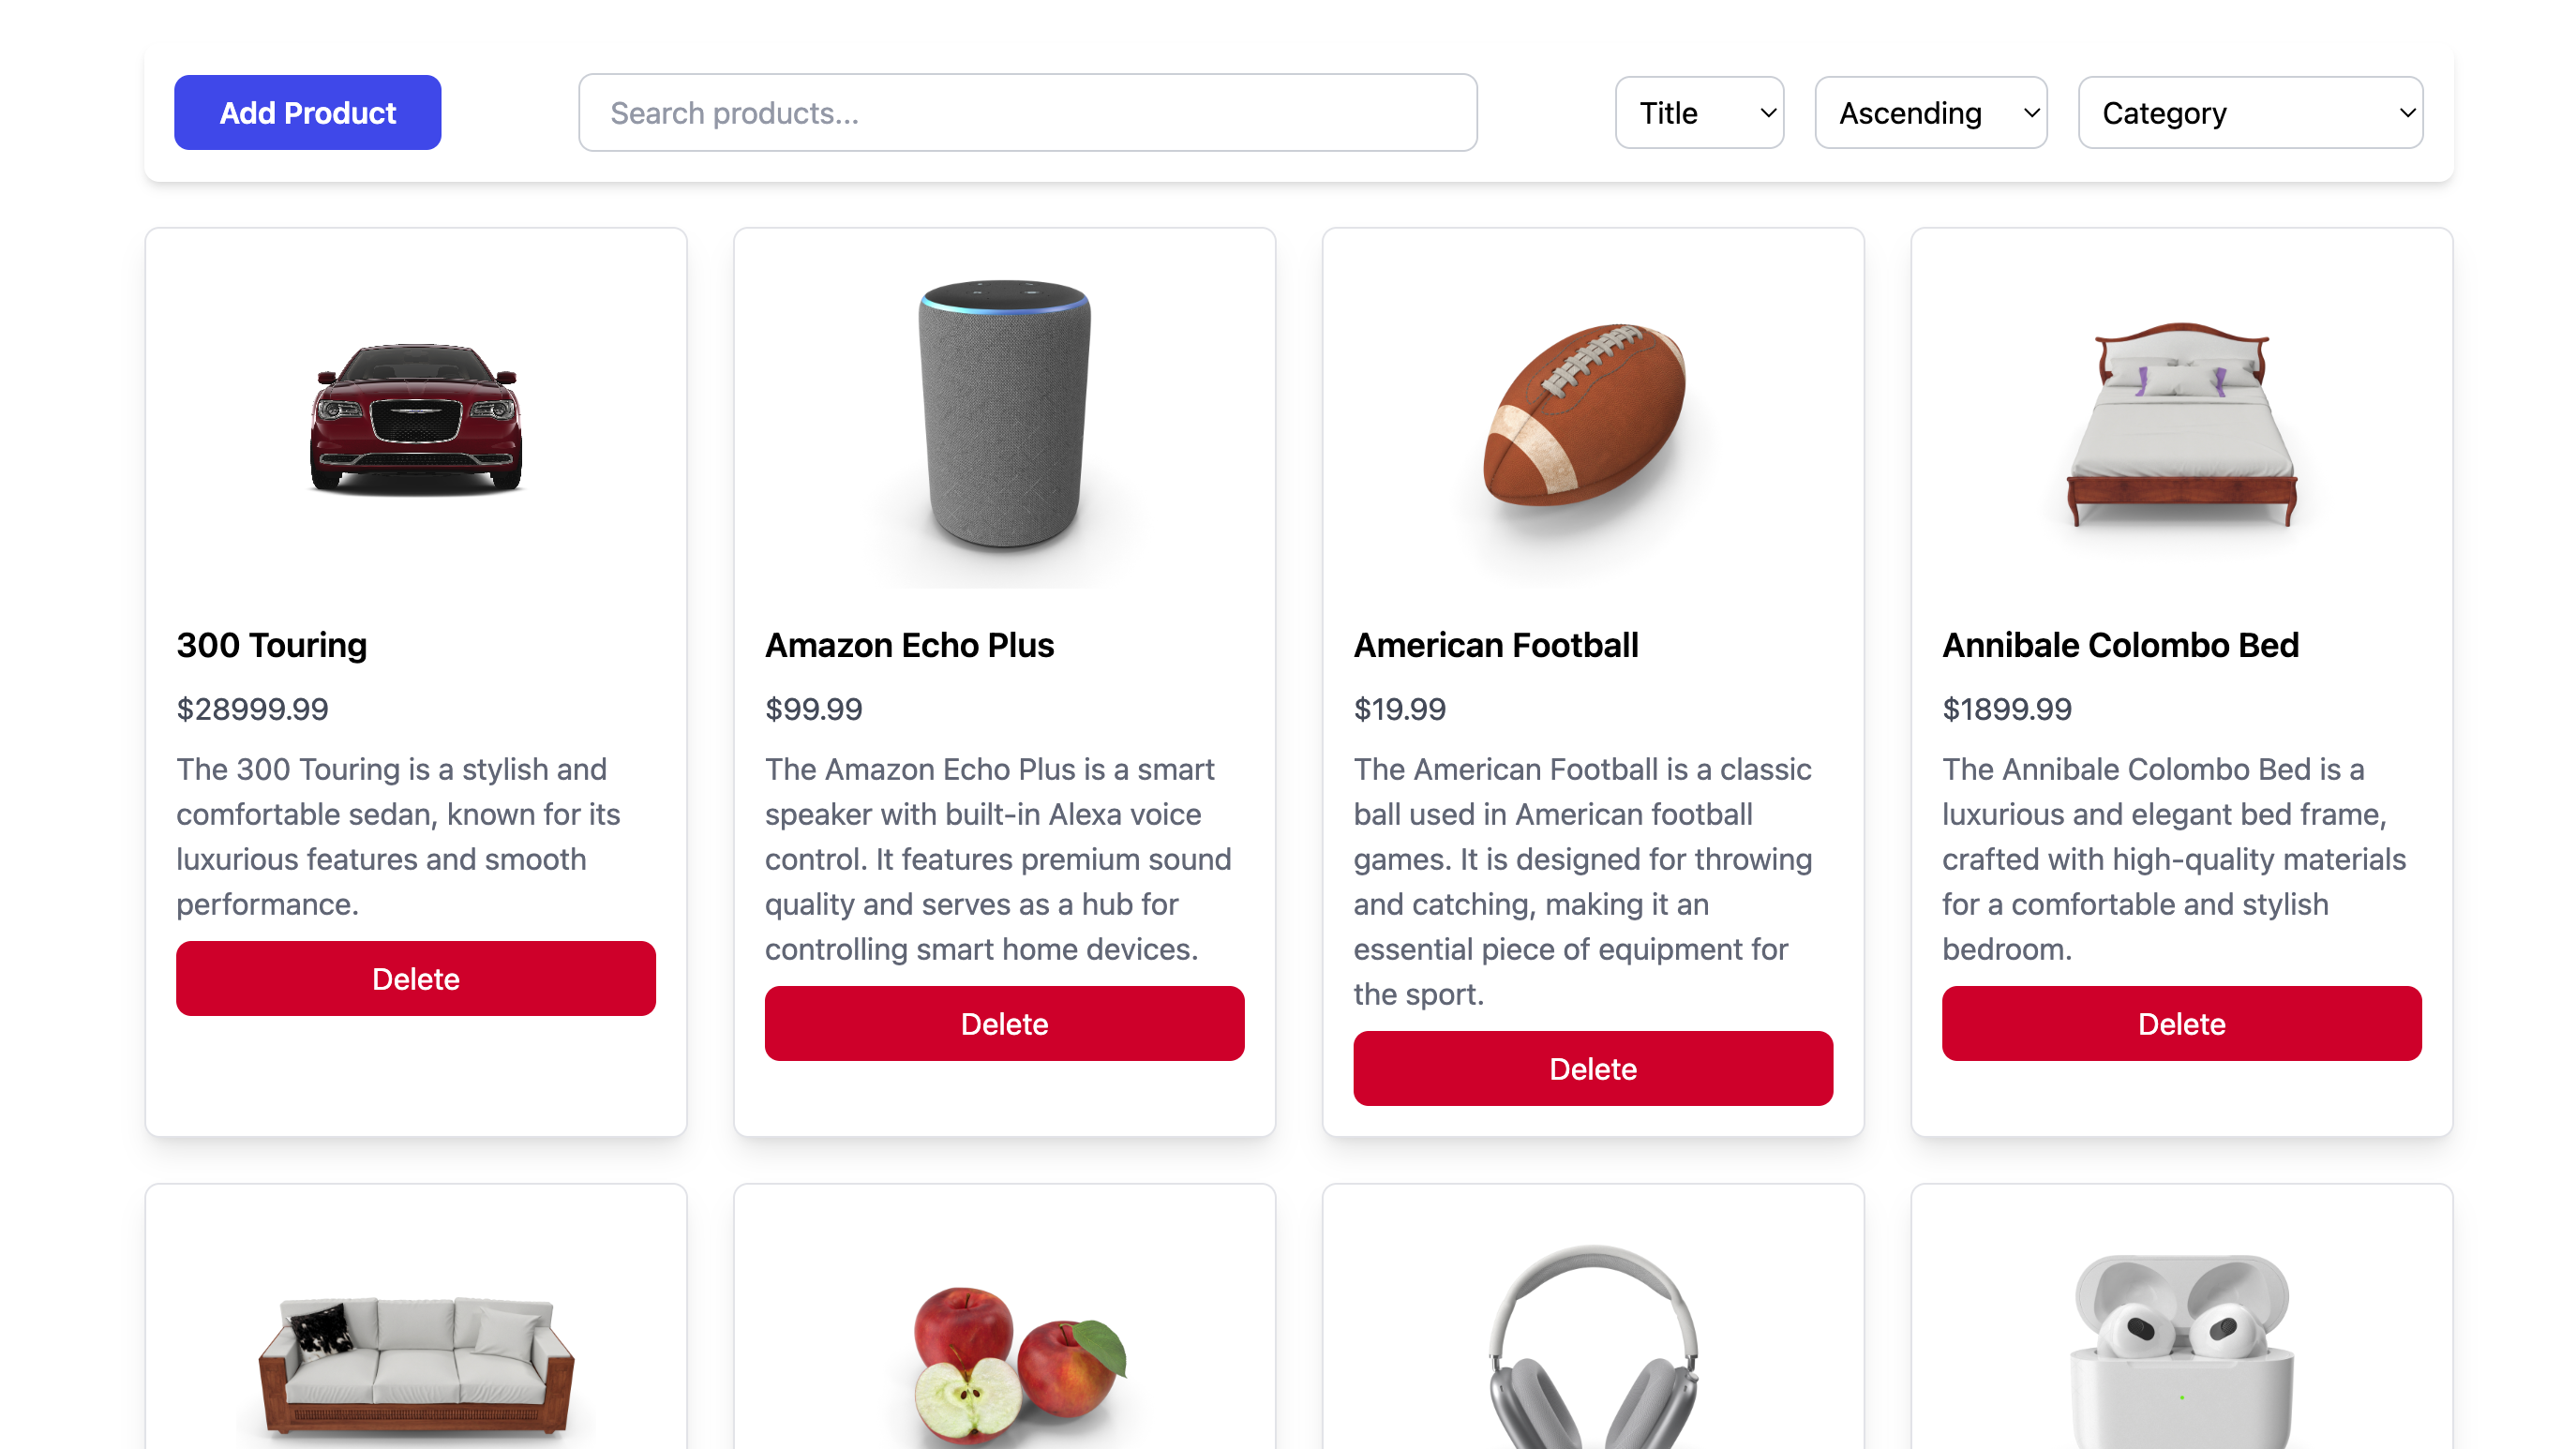 Add Product
Search products...
Title
Ascending
Category
300 Touring
$28999.99
The 300 Touring is a stylish and
comfortable sedan, known for its
luxurious features and smooth
performance.
Delete
Amazon Echo Plus
$99.99
The Amazon Echo Plus is a smart
speaker with built-in Alexa voice
control. It features premium sound
quality and serves as a hub for
controlling smart home devices.
Delete
American Football
$19.99
The American Football is a classic
ball used in American football
games. It is designed for throwing
and catching, making it an
essential piece of equipment for
the sport.
Delete
Annibale Colombo Bed
$1899.99
The Annibale Colombo Bed is a
luxurious and elegant bed frame,
crafted with high-quality materials
for a comfortable and stylish
bedroom.
Delete